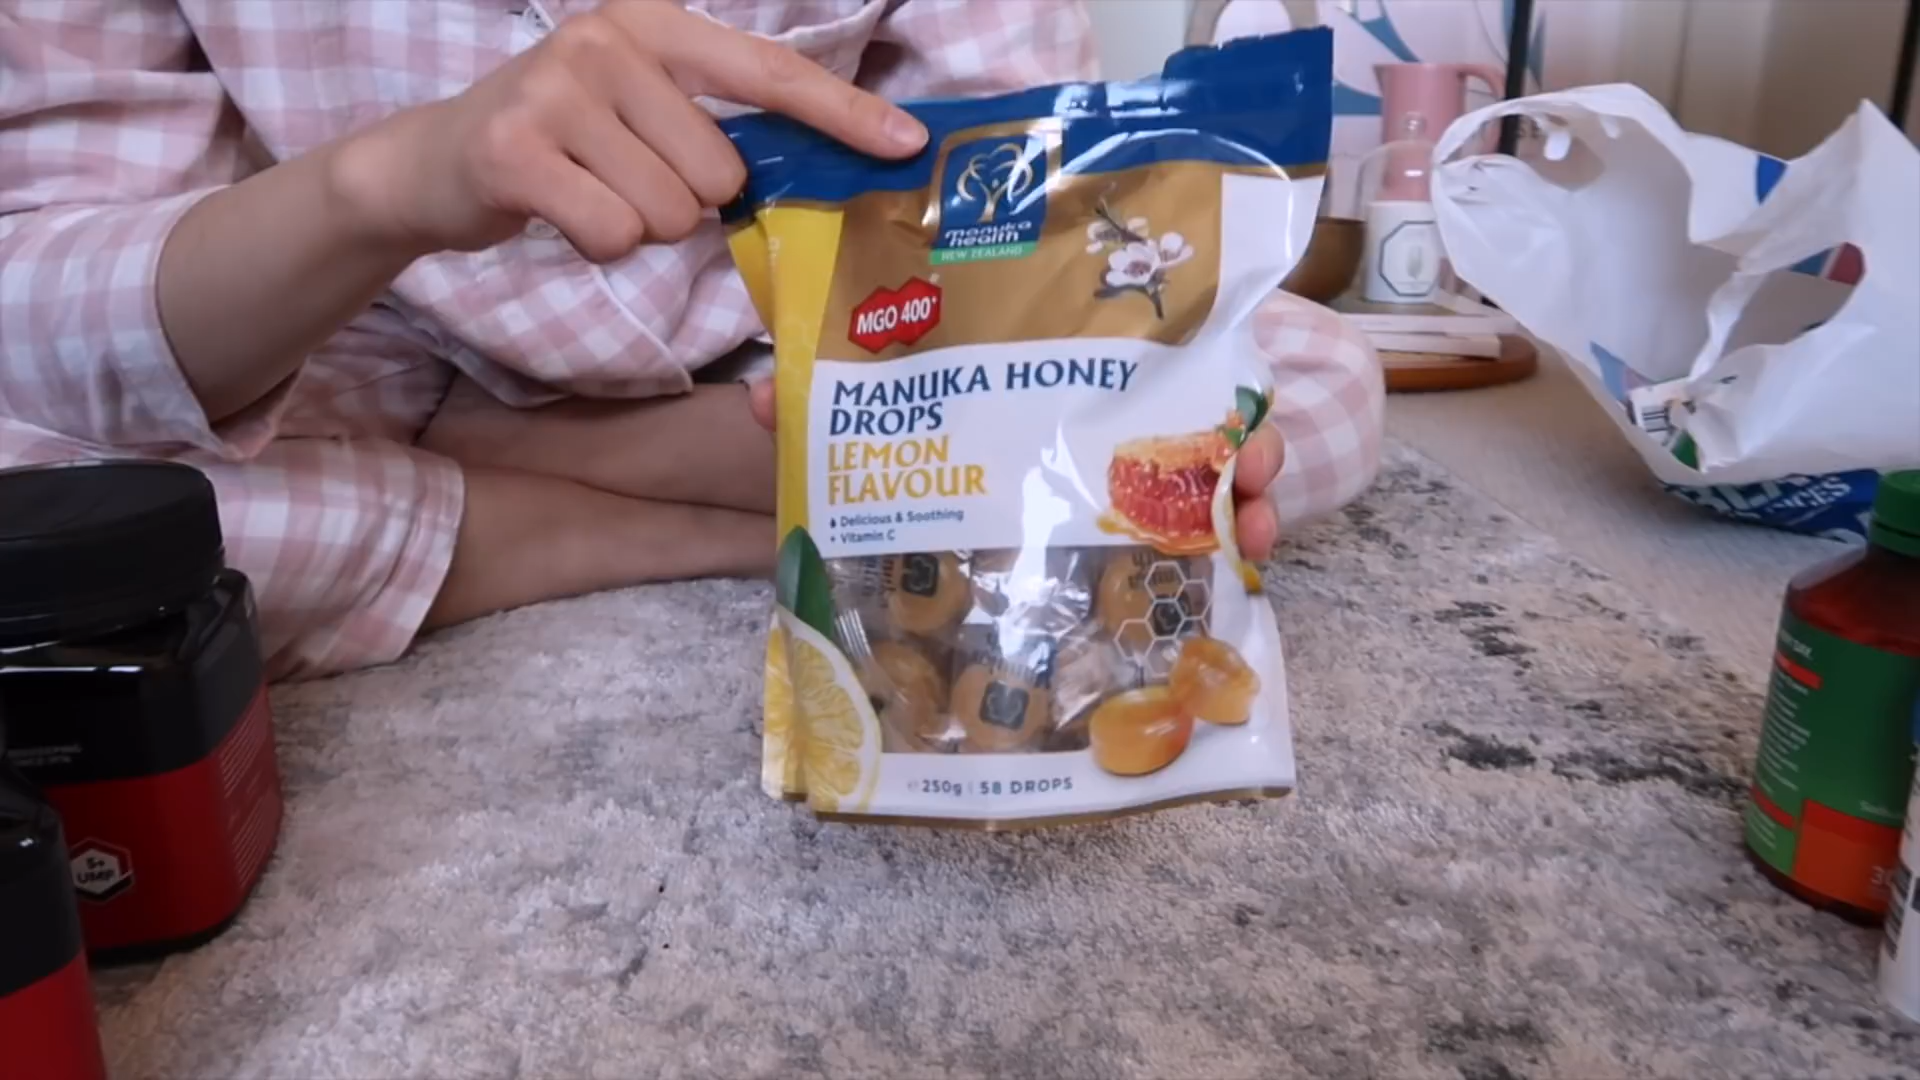 manuka
health
NEW ZEALAND
MGO 400+
MANUKA HONEY
DROPS
LEMON
FLAVOUR
Delicious & Soothing
+ Vitamin C
250g | 58 DROPS
5+
UMF